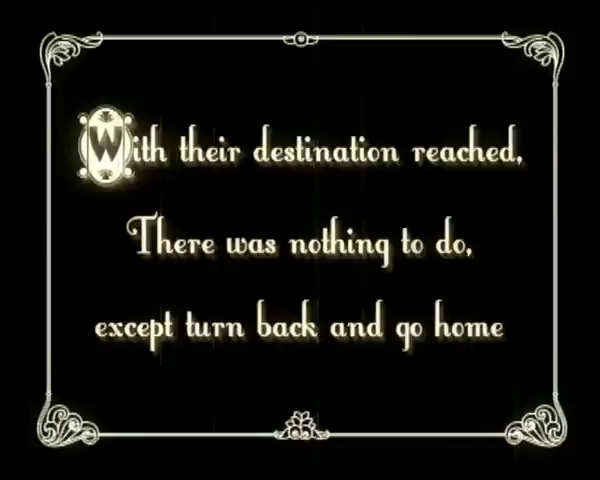 With their destination reached,
There was nothing to do,
except turn back and go home